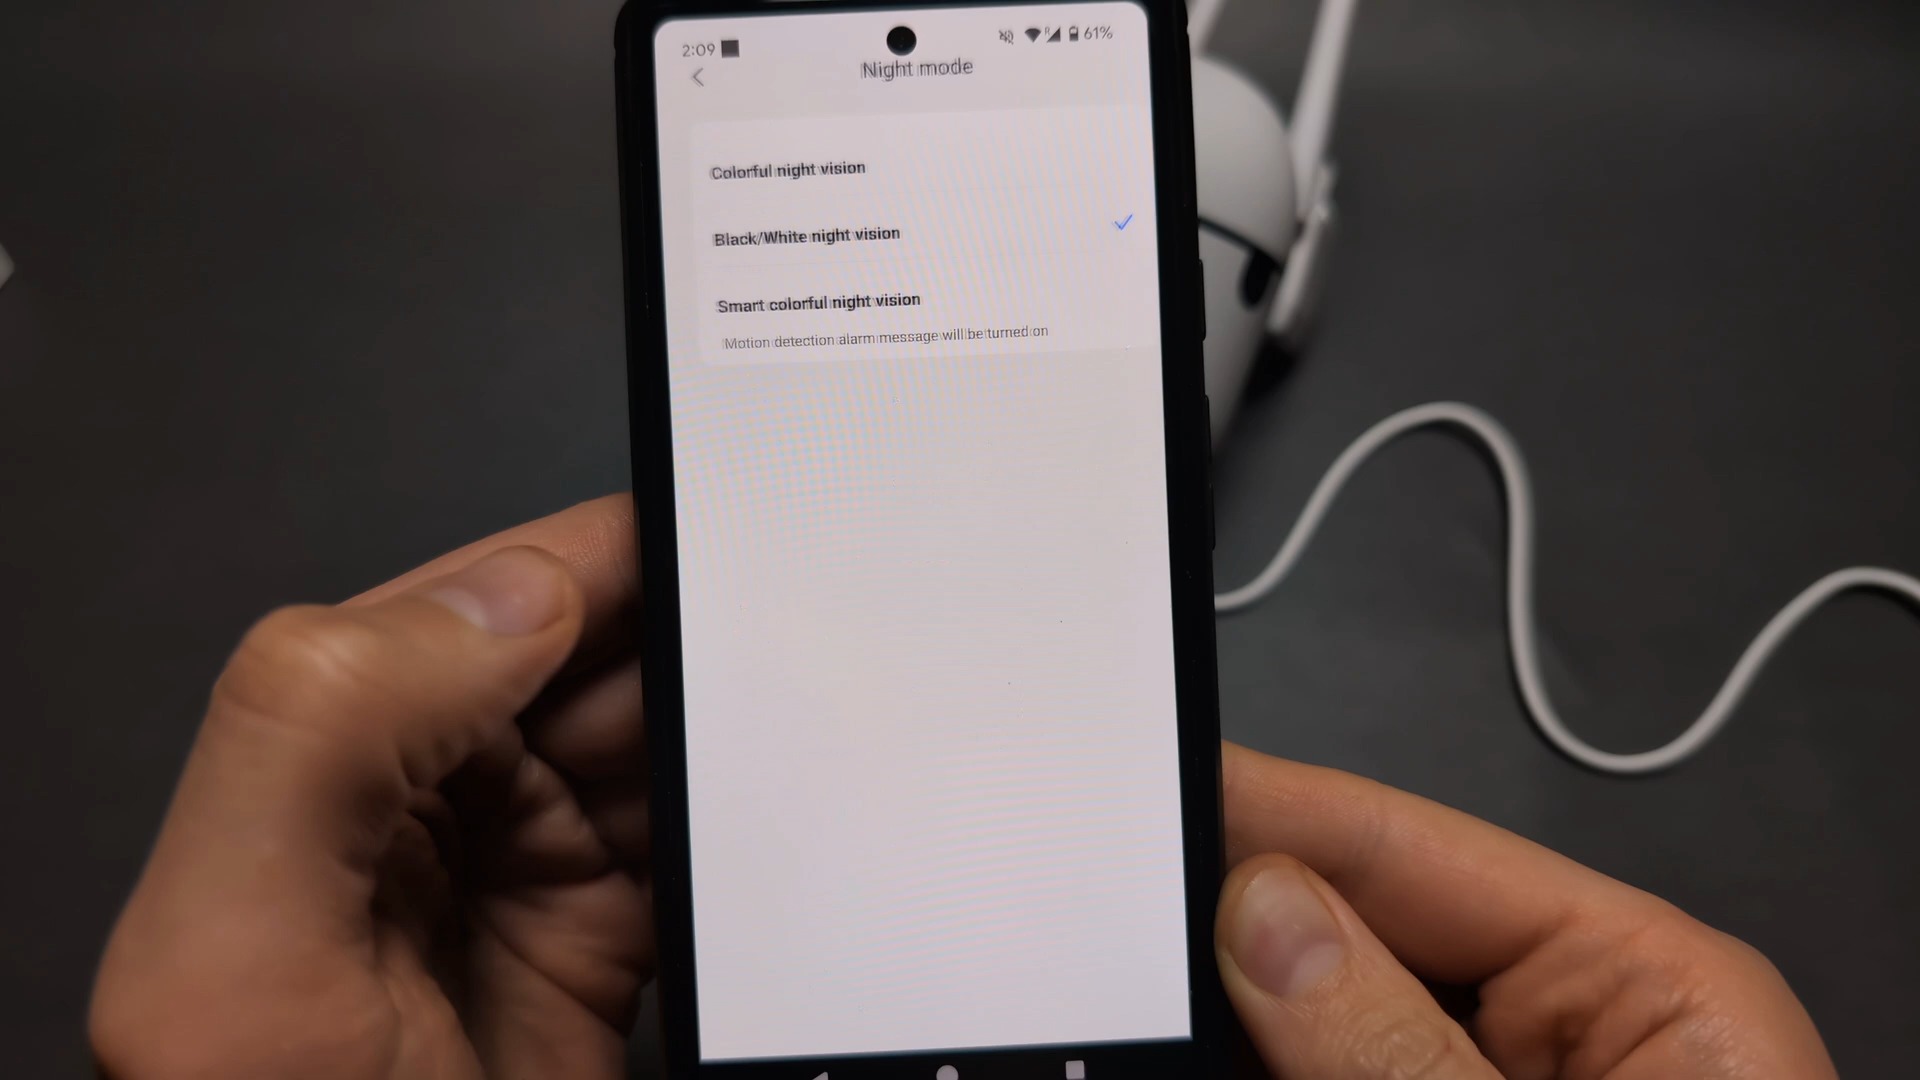 2:09 61%
Night mode
Colorful night vision
Black/White night vision
Smart colorful night vision
Motion detection alarm message will be turned on